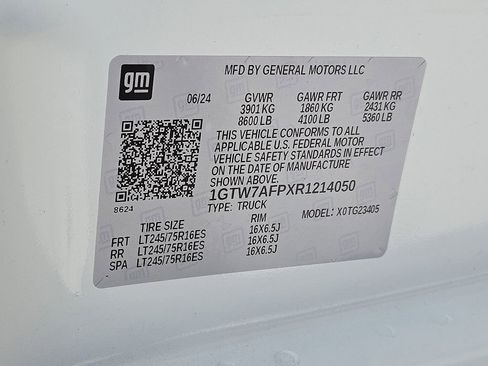 gm
MFD BY GENERAL MOTORS LLC
06/24 GVWR GAWR FRT GAWR RR
3901 KG 1860 KG 2431 KG
8600 LB 4100 LB 5360 LB
THIS VEHICLE CONFORMS TO ALL
APPLICABLE U.S. FEDERAL MOTOR
VEHICLE SAFETY STANDARDS IN EFFECT
ON THE DATE OF MANUFACTURE
SHOWN ABOVE.
1GTW7AFPXR1214050
8624 TYPE: TRUCK MODEL: X0TG23405
TIRE SIZE RIM
FRT LT245/75R16ES 16X6.5J
RR LT245/75R16ES 16X6.5J
SPA LT245/75R16ES 16X6.5J